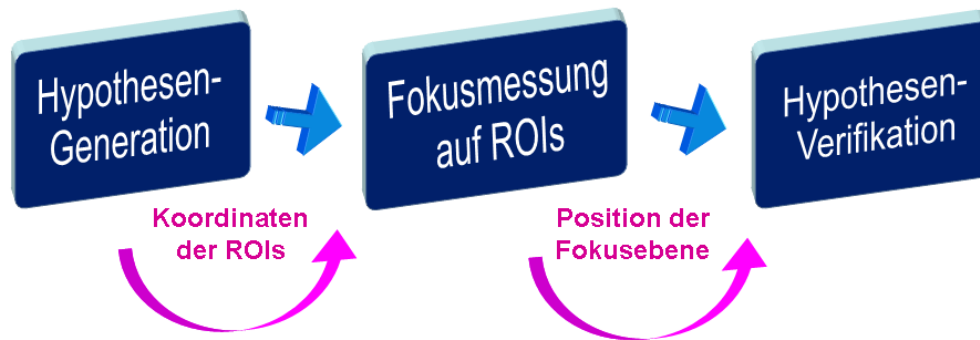 Hypothesen-
Generation
Fokusmessung
auf ROIs
Hypothesen-
Verifikation
Koordinaten
der ROIs
Position der
Fokusebene